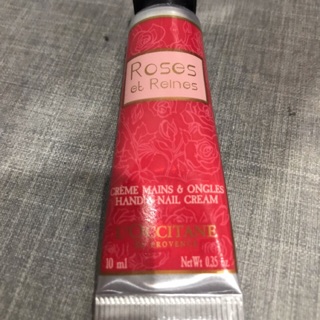 Roses
et Reines
CRÈME MAINS & ONGLES
HAND & NAIL CREAM
L'OCCITANE
EN PROVENCE
10 ml Net Wt. 0.35 oz.